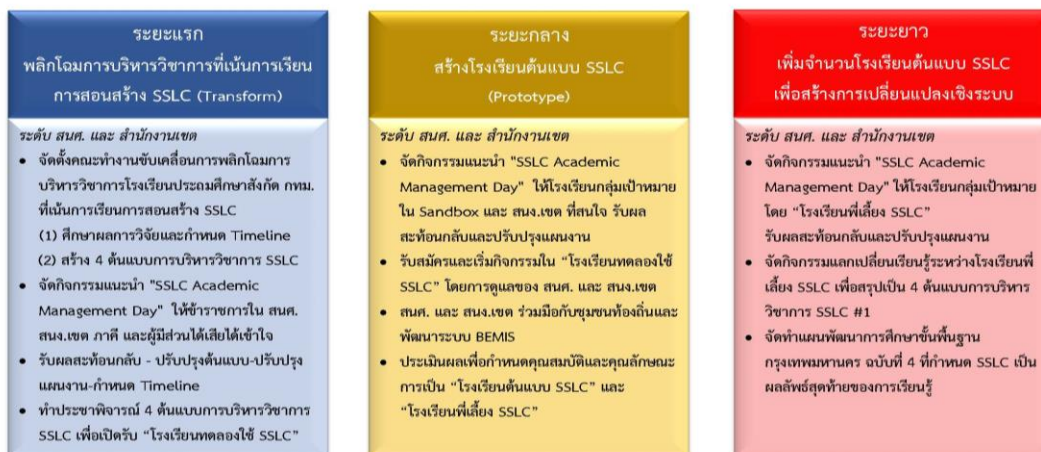 ระยะแรก
พลิกโฉมการบริหารวิชาการที่เน้นการเรียน
การสอนสร้าง SSLC (Transform)
ระดับ สนศ. และ สำนักงานเขต
• จัดตั้งคณะทำงานขับเคลื่อนการพลิกโฉมการ
บริหารวิชาการโรงเรียนประถมศึกษาสังกัด กทม.
ที่เน้นการเรียนการสอนสร้าง SSLC
(1) ศึกษาผลการวิจัยและกำหนด Timeline
(2) สร้าง 4 ต้นแบบการบริหารวิชาการ SSLC
• จัดกิจกรรมแนะนำ "SSLC Academic
Management Day" ให้ข้าราชการใน สนศ.
สนง.เขต ภาคี และผู้มีส่วนได้เสียได้เข้าใจ
• รับผลสะท้อนกลับ - ปรับปรุงต้นแบบ-ปรับปรุง
แผนงาน-กำหนด Timeline
• ทำประชาพิจารณ์ 4 ต้นแบบการบริหารวิชาการ
SSLC เพื่อเปิดรับ "โรงเรียนทดลองใช้ SSLC"
ระยะกลาง
สร้างโรงเรียนต้นแบบ SSLC
(Prototype)
ระดับ สนศ. และ สำนักงานเขต
• จัดกิจกรรมแนะนำ "SSLC Academic
Management Day" ให้โรงเรียนกลุ่มเป้าหมาย
ใน Sandbox และ สนง.เขต ที่สนใจ รับผล
สะท้อนกลับและปรับปรุงแผนงาน
• รับสมัครและเริ่มกิจกรรมใน "โรงเรียนทดลองใช้
SSLC" โดยการดูแลของ สนศ. และ สนง.เขต
• สนศ. และ สนง.เขต ร่วมมือกับชุมชนท้องถิ่นและ
พัฒนาระบบ BEMIS
• ประเมินผลเพื่อกำหนดคุณสมบัติและคุณลักษณะ
การเป็น "โรงเรียนต้นแบบ SSLC" และ
"โรงเรียนพี่เลี้ยง SSLC"
ระยะยาว
เพิ่มจำนวนโรงเรียนต้นแบบ SSLC
เพื่อสร้างการเปลี่ยนแปลงเชิงระบบ
ระดับ สนศ. และ สำนักงานเขต
• จัดกิจกรรมแนะนำ "SSLC Academic
Management Day" ให้โรงเรียนกลุ่มเป้าหมาย
โดย "โรงเรียนพี่เลี้ยง SSLC"
รับผลสะท้อนกลับและปรับปรุงแผนงาน
• จัดกิจกรรมแลกเปลี่ยนเรียนรู้ระหว่างโรงเรียนพี่
เลี้ยง SSLC เพื่อสรุปเป็น 4 ต้นแบบการบริหาร
วิชาการ SSLC #1
• จัดทำแผนพัฒนาการศึกษาขั้นพื้นฐาน
กรุงเทพมหานคร ฉบับที่ 4 ที่กำหนด SSLC เป็น
ผลลัพธ์สุดท้ายของการเรียนรู้